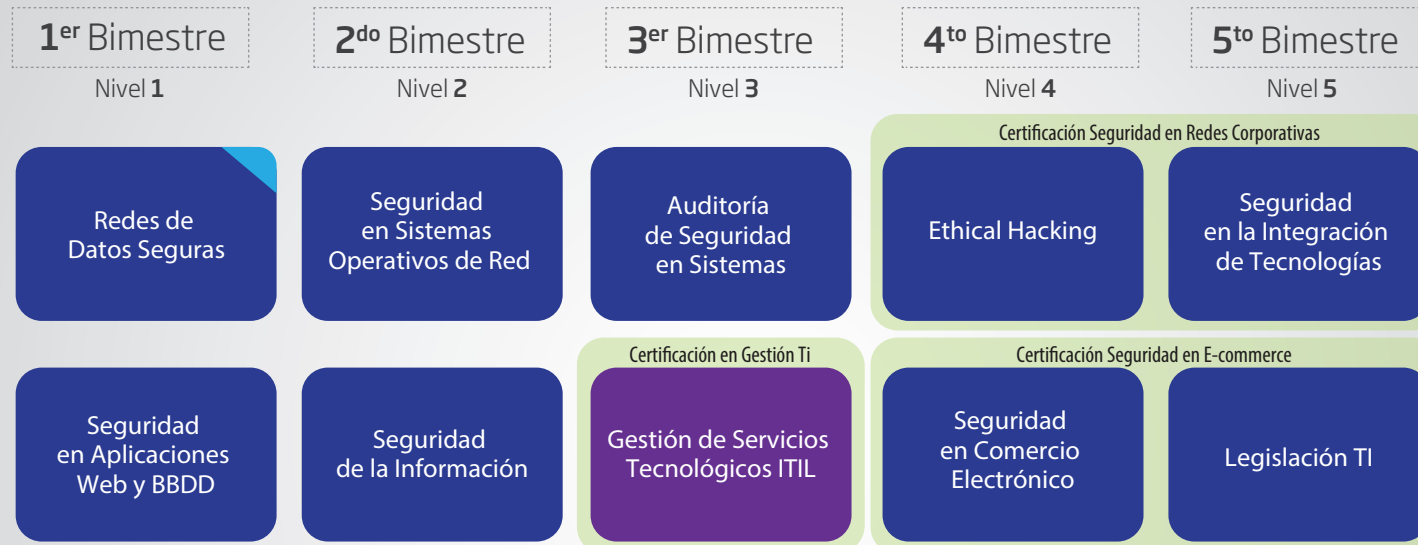 1er Bimestre
2do Bimestre
3er Bimestre
4to Bimestre
5to Bimestre
Nivel 1
Nivel 2
Nivel 3
Nivel 4
Nivel 5
Certificación Seguridad en Redes Corporativas
Redes de
Datos Seguras
Seguridad
en Sistemas
Operativos de Red
Auditoría
de Seguridad
en Sistemas
Ethical Hacking
Seguridad
en la Integración
de Tecnologías
Certificación en Gestión Ti
Certificación Seguridad en E-commerce
Seguridad
en Aplicaciones
Web y BBDD
Seguridad
de la Información
Gestión de Servicios
Tecnológicos ITIL
Seguridad
en Comercio
Electrónico
Legislación TI